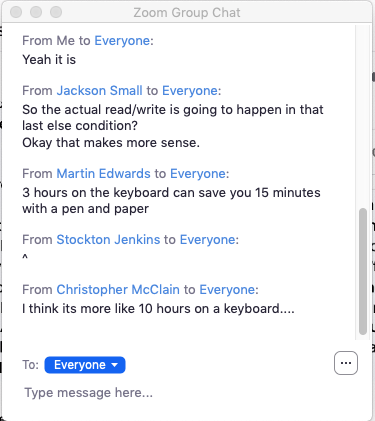 Zoom Group Chat
From Me to Everyone:
Yeah it is
From Jackson Small to Everyone:
So the actual read/write is going to happen in that
last else condition?
Okay that makes more sense.
From Martin Edwards to Everyone:
3 hours on the keyboard can save you 15 minutes
with a pen and paper
From Stockton Jenkins to Everyone:
^
From Christopher McClain to Everyone:
I think its more like 10 hours on a keyboard....
To: Everyone
Type message here...